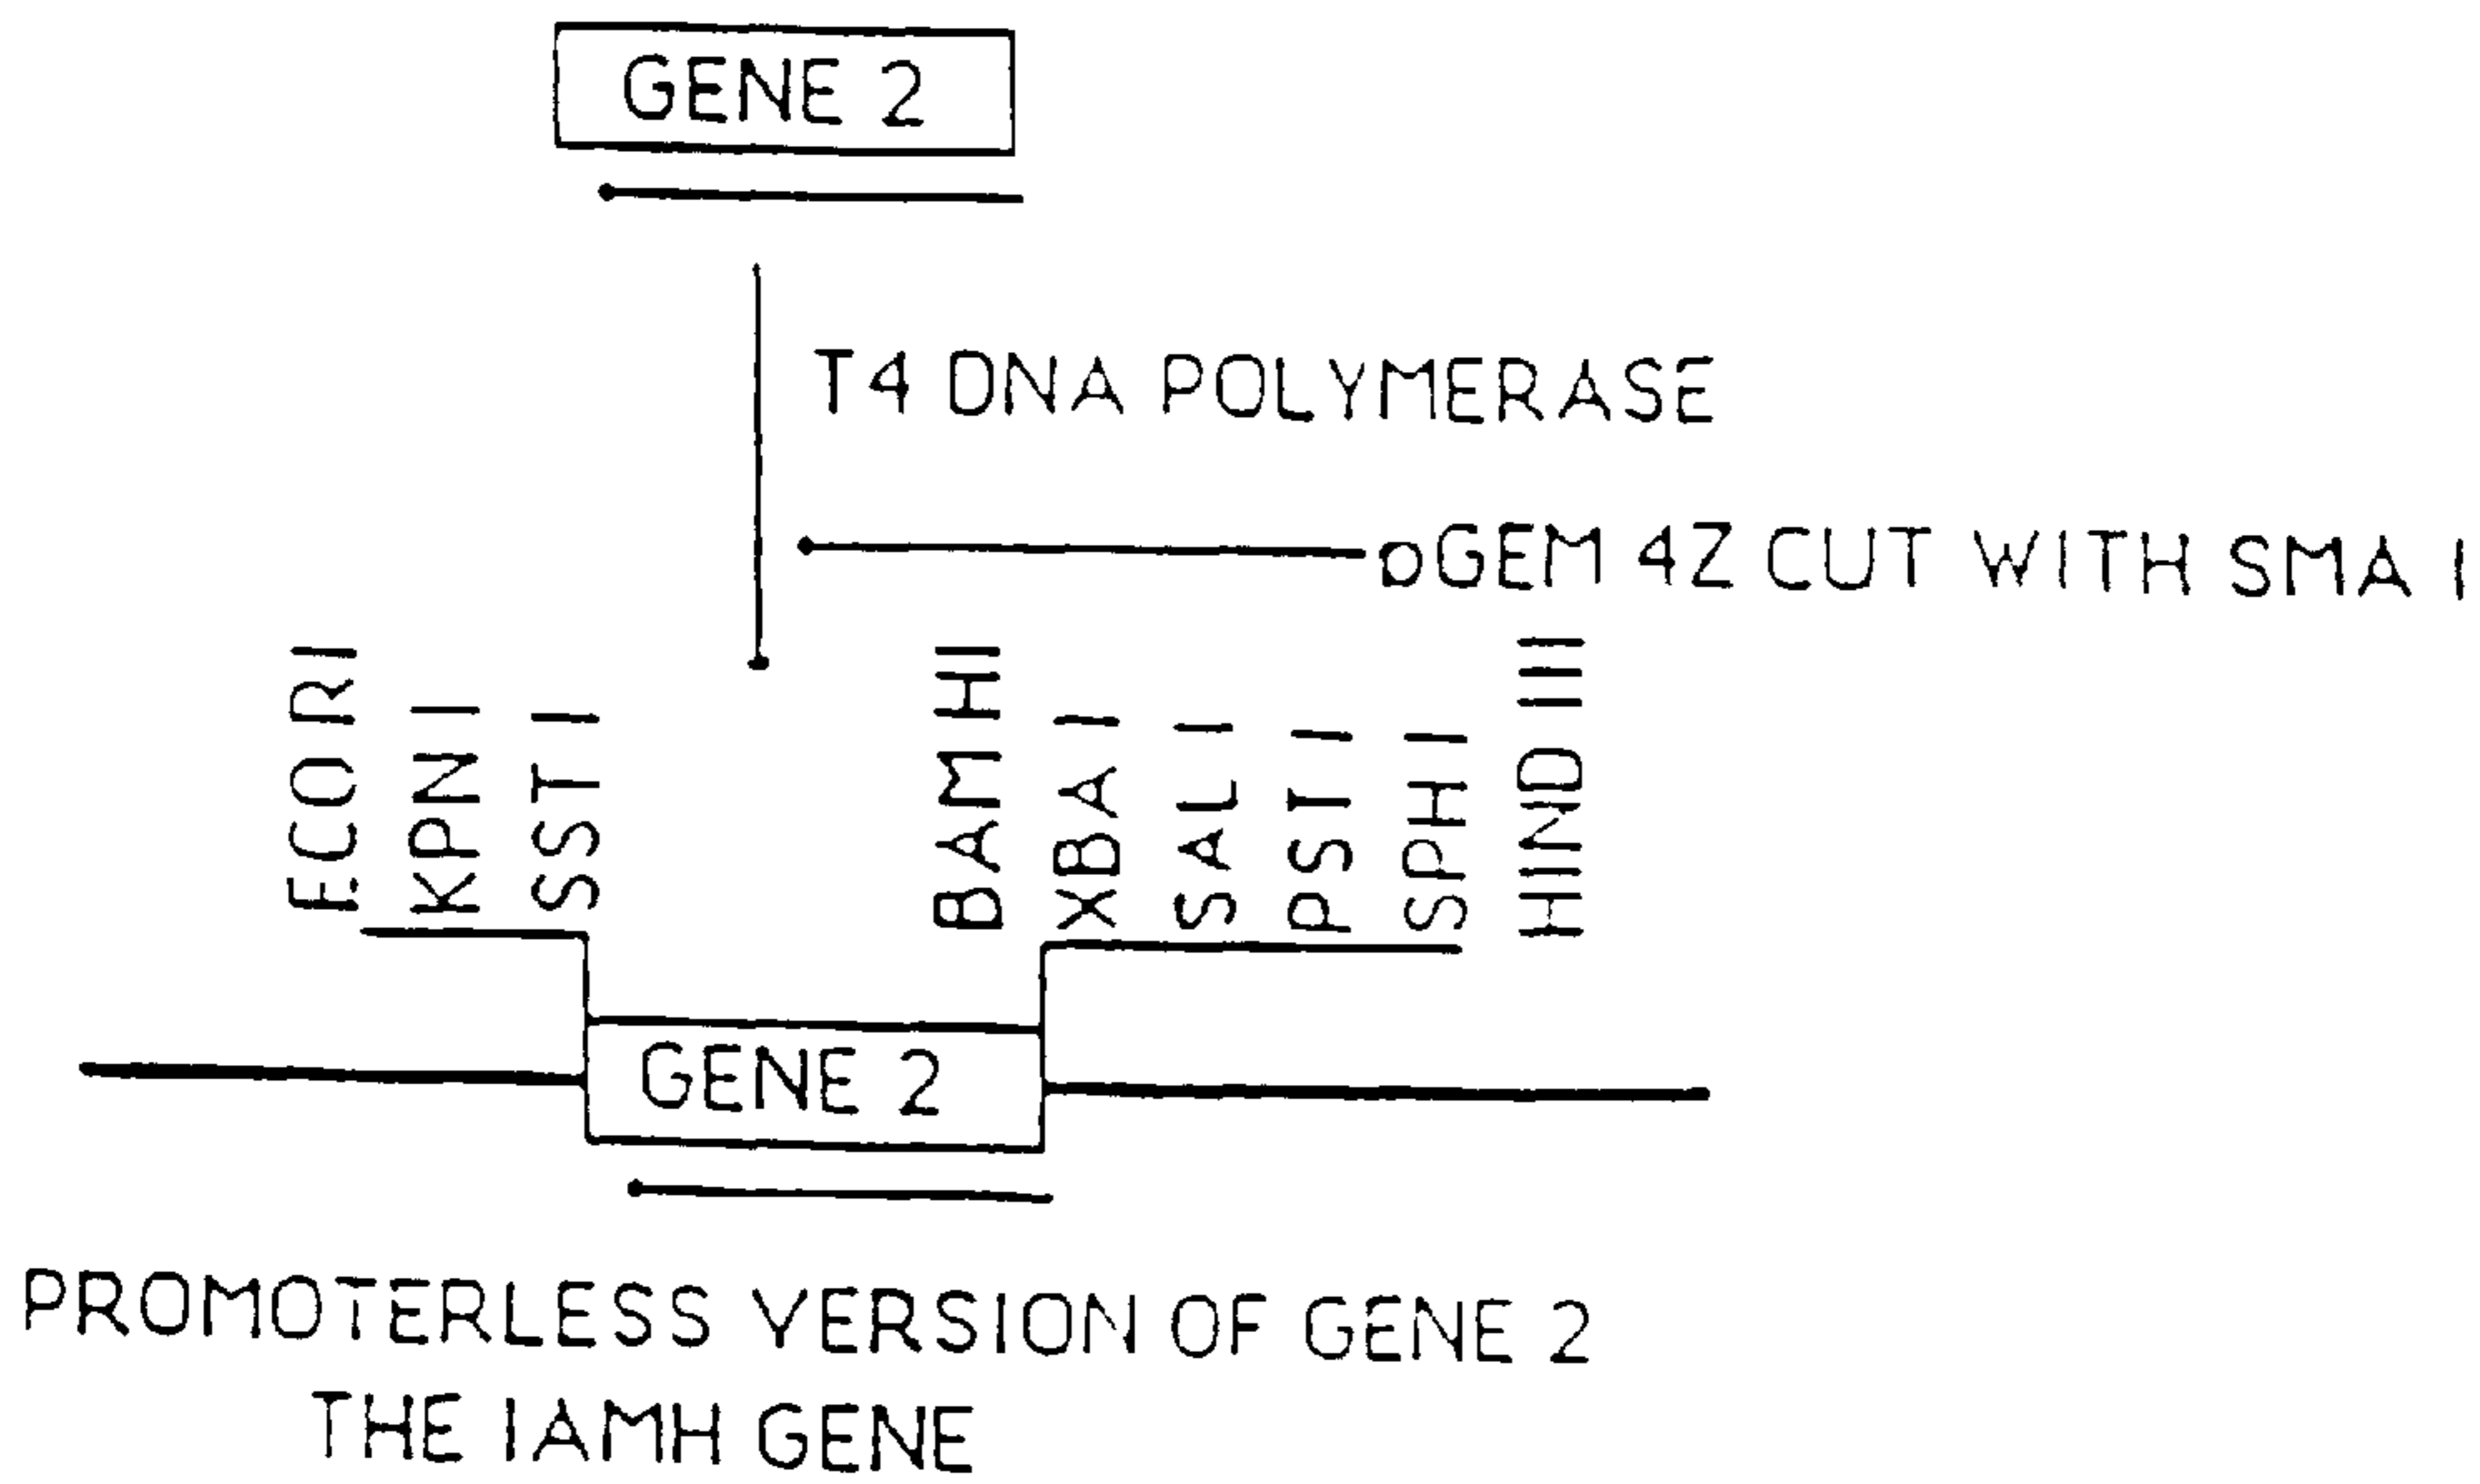 GENE 2
T4 DNA POLYMERASE
pGEM 4Z CUT WITH SMA I
ECO RI
KPN I
SST I
BAM HI
XBA I
SAL I
PST I
SPH I
HIND III
GENE 2
PROMOTERLESS VERSION OF GENE 2
THE IAMH GENE